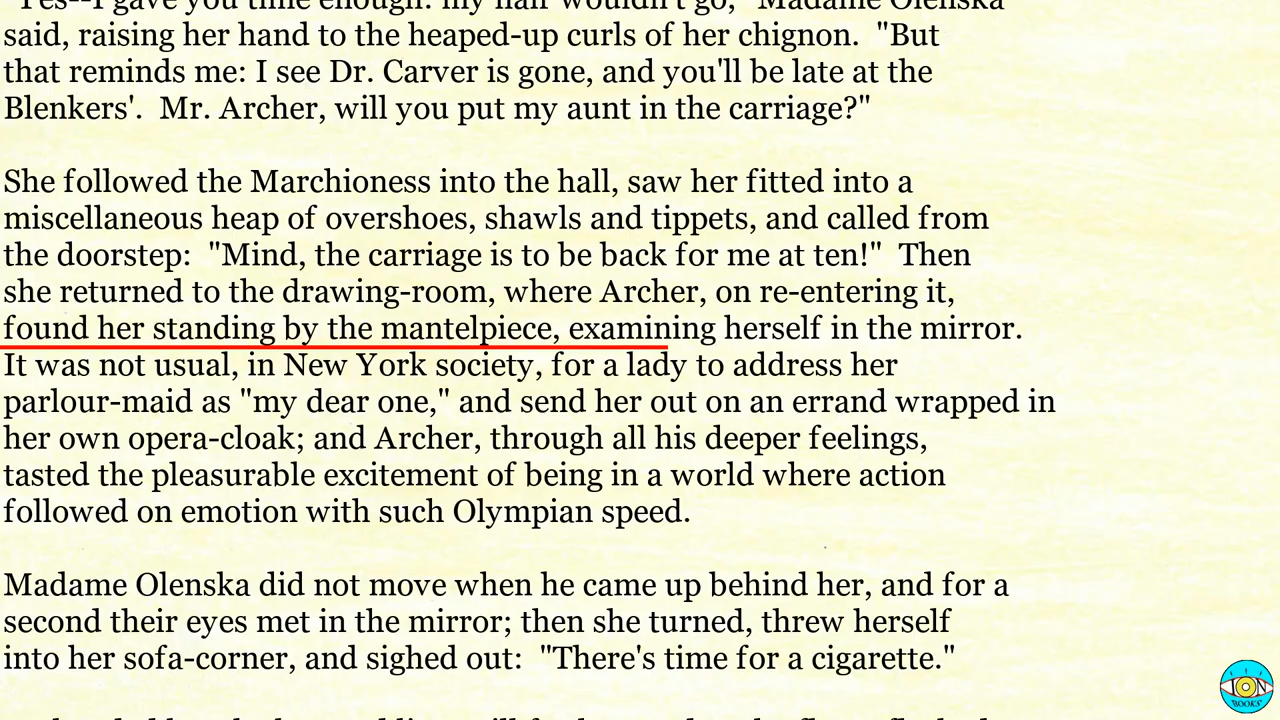 "Yes--I gave you time enough: my hair wouldn't go," Madame Olenska
said, raising her hand to the heaped-up curls of her chignon.  "But
that reminds me: I see Dr. Carver is gone, and you'll be late at the
Blenkers'.  Mr. Archer, will you put my aunt in the carriage?"
She followed the Marchioness into the hall, saw her fitted into a
miscellaneous heap of overshoes, shawls and tippets, and called from
the doorstep:  "Mind, the carriage is to be back for me at ten!"  Then
she returned to the drawing-room, where Archer, on re-entering it,
found her standing by the mantelpiece, examining herself in the mirror.
It was not usual, in New York society, for a lady to address her
parlour-maid as "my dear one," and send her out on an errand wrapped in
her own opera-cloak; and Archer, through all his deeper feelings,
tasted the pleasurable excitement of being in a world where action
followed on emotion with such Olympian speed.
Madame Olenska did not move when he came up behind her, and for a
second their eyes met in the mirror; then she turned, threw herself
into her sofa-corner, and sighed out:  "There's time for a cigarette."
ION
BOOKS